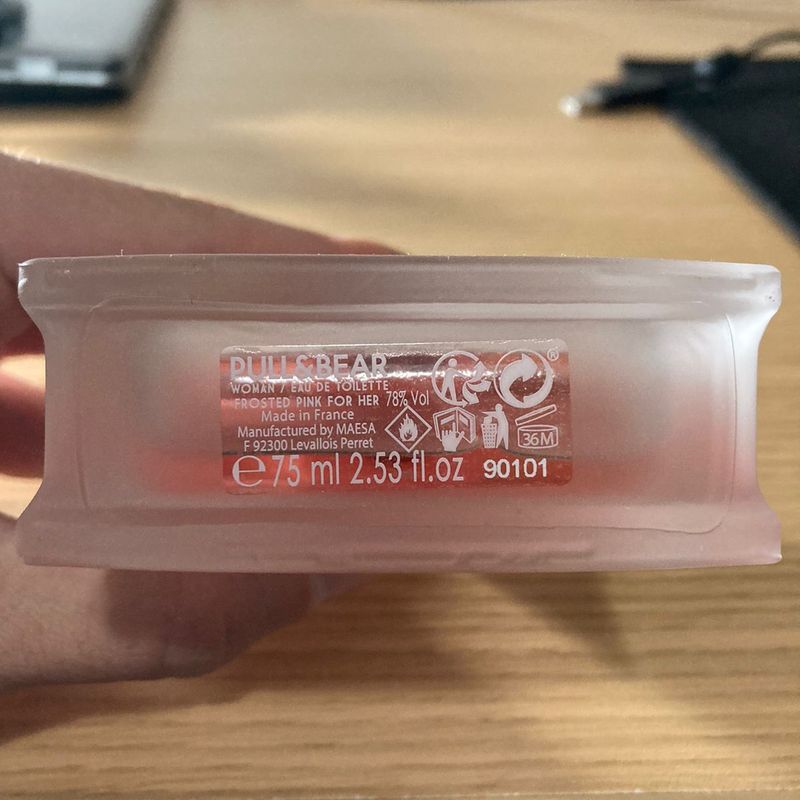 PULL&BEAR
WOMAN / EAU DE TOILETTE
FROSTED PINK FOR HER 78% Vol
Made in France
Manufactured by MAESA
F 92300 Levallois Perret
℮ 75 ml 2.53 fl.oz 90101
36M
®